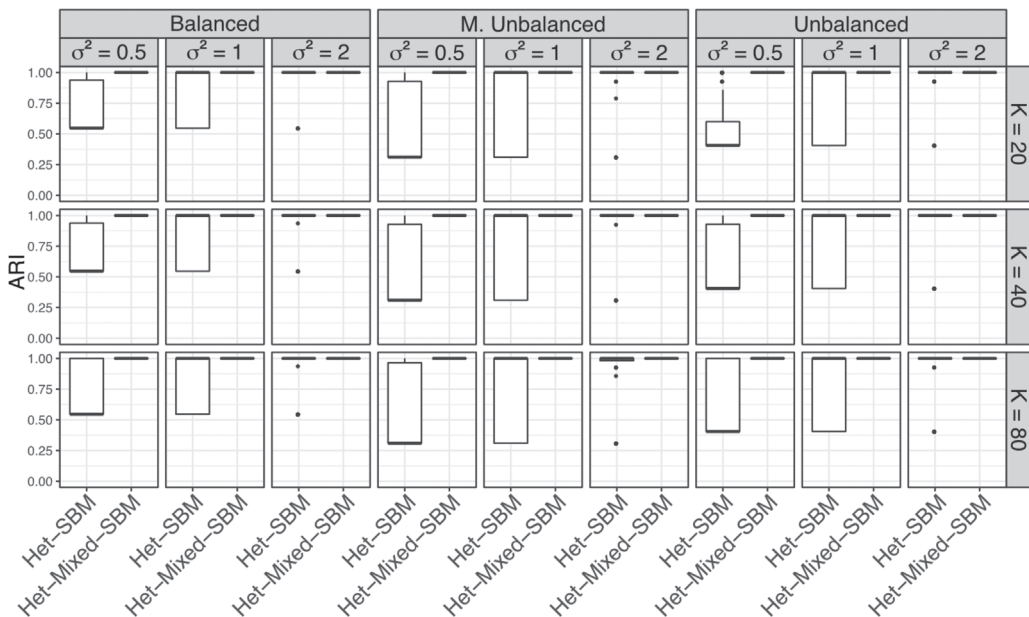 Balanced M. Unbalanced Unbalanced
σ² = 0.5 σ² = 1 σ² = 2 σ² = 0.5 σ² = 1 σ² = 2 σ² = 0.5 σ² = 1 σ² = 2
ARI
1.00
0.75
0.50
0.25
0.00
K = 20
1.00
0.75
0.50
0.25
0.00
K = 40
1.00
0.75
0.50
0.25
0.00
K = 80
Het−SBM
Het−Mixed−SBM
Het−SBM
Het−Mixed−SBM
Het−SBM
Het−Mixed−SBM
Het−SBM
Het−Mixed−SBM
Het−SBM
Het−Mixed−SBM
Het−SBM
Het−Mixed−SBM
Het−SBM
Het−Mixed−SBM
Het−SBM
Het−Mixed−SBM
Het−SBM
Het−Mixed−SBM